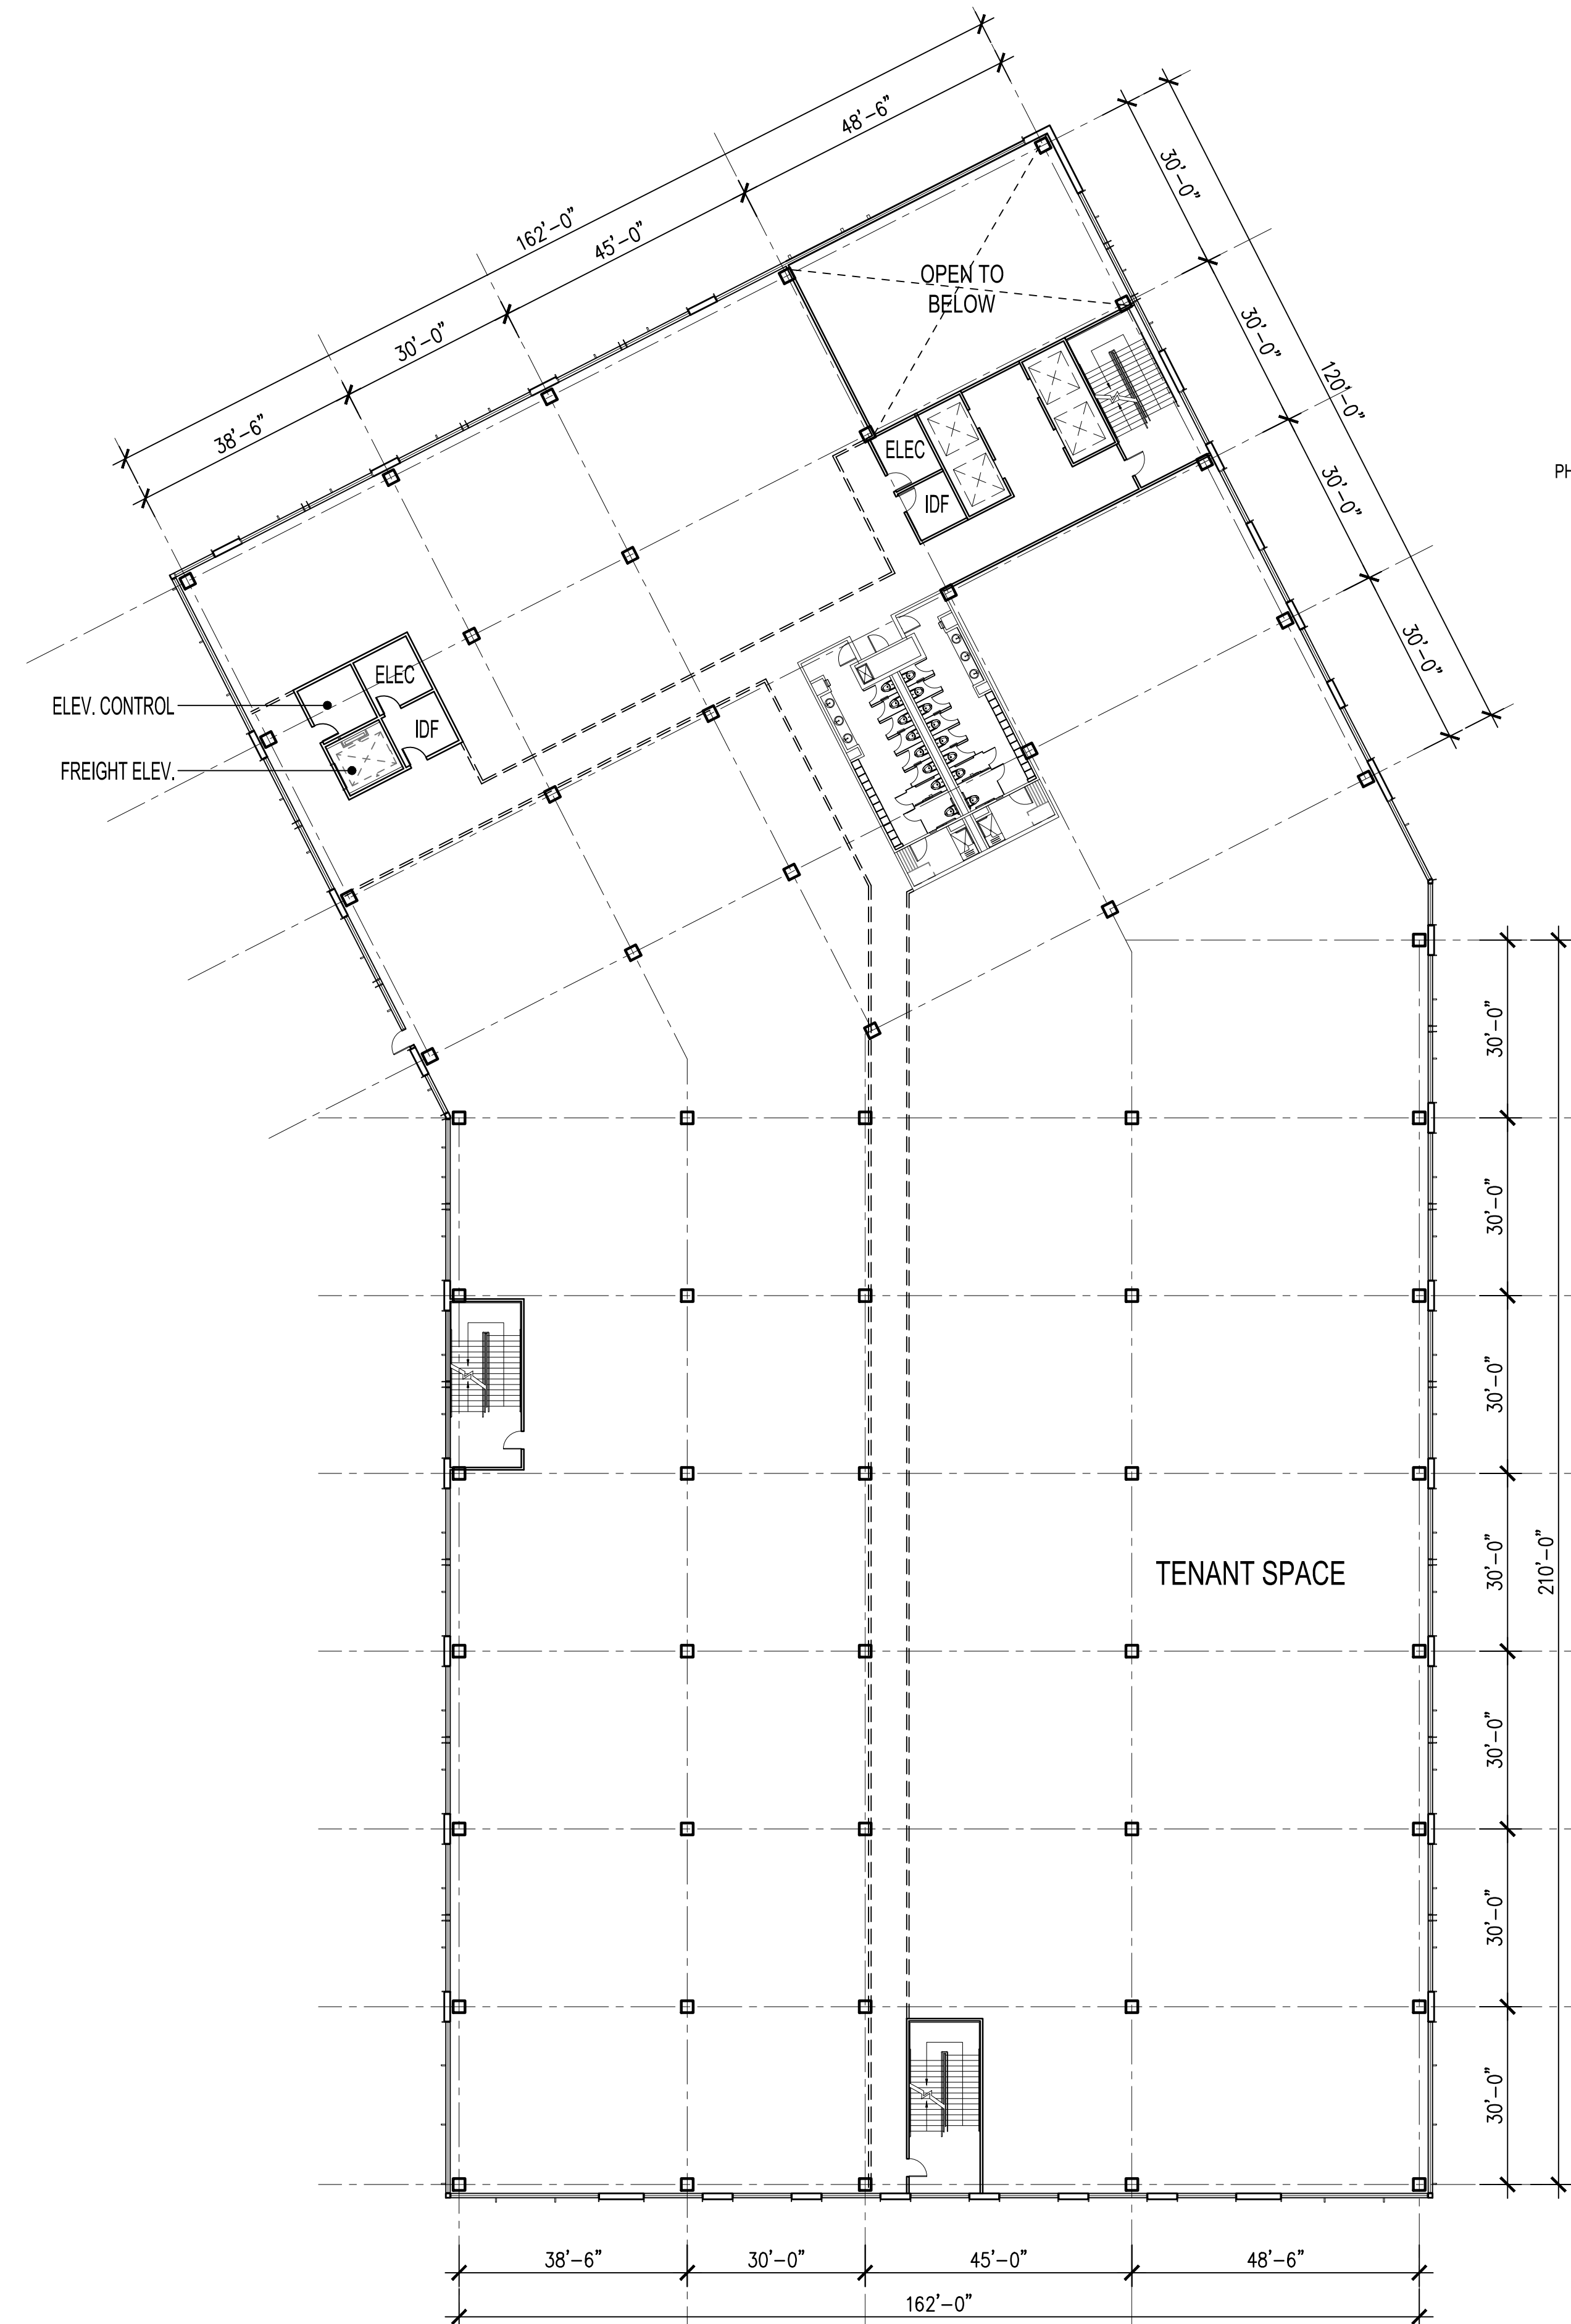 48'-6"
162'-0"
45'-0"
30'-0"
38'-6"
30'-0"
30'-0"
120'-0"
30'-0"
30'-0"
OPEN TO
BELOW
ELEC
IDF
PH
ELEC
IDF
ELEV. CONTROL
FREIGHT ELEV.
30'-0"
30'-0"
30'-0"
30'-0"
210'-0"
TENANT SPACE
30'-0"
30'-0"
30'-0"
38'-6"
30'-0"
45'-0"
48'-6"
162'-0"